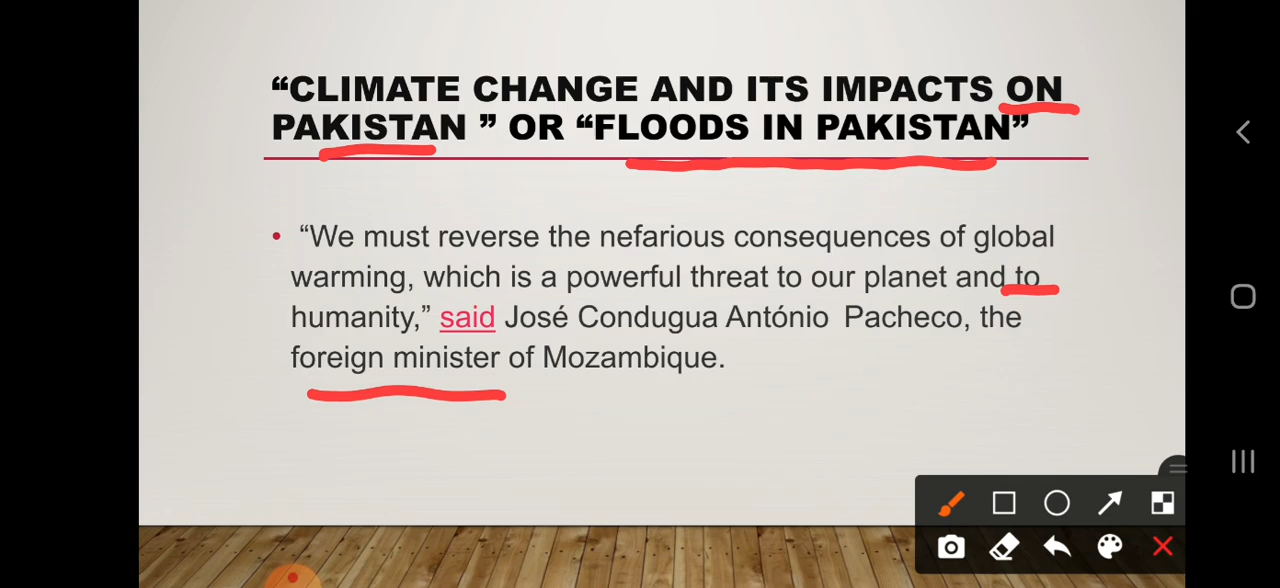 “CLIMATE CHANGE AND ITS IMPACTS ON
PAKISTAN ” OR “FLOODS IN PAKISTAN”
• “We must reverse the nefarious consequences of global
warming, which is a powerful threat to our planet and to
humanity,” said José Condugua António Pacheco, the
foreign minister of Mozambique.